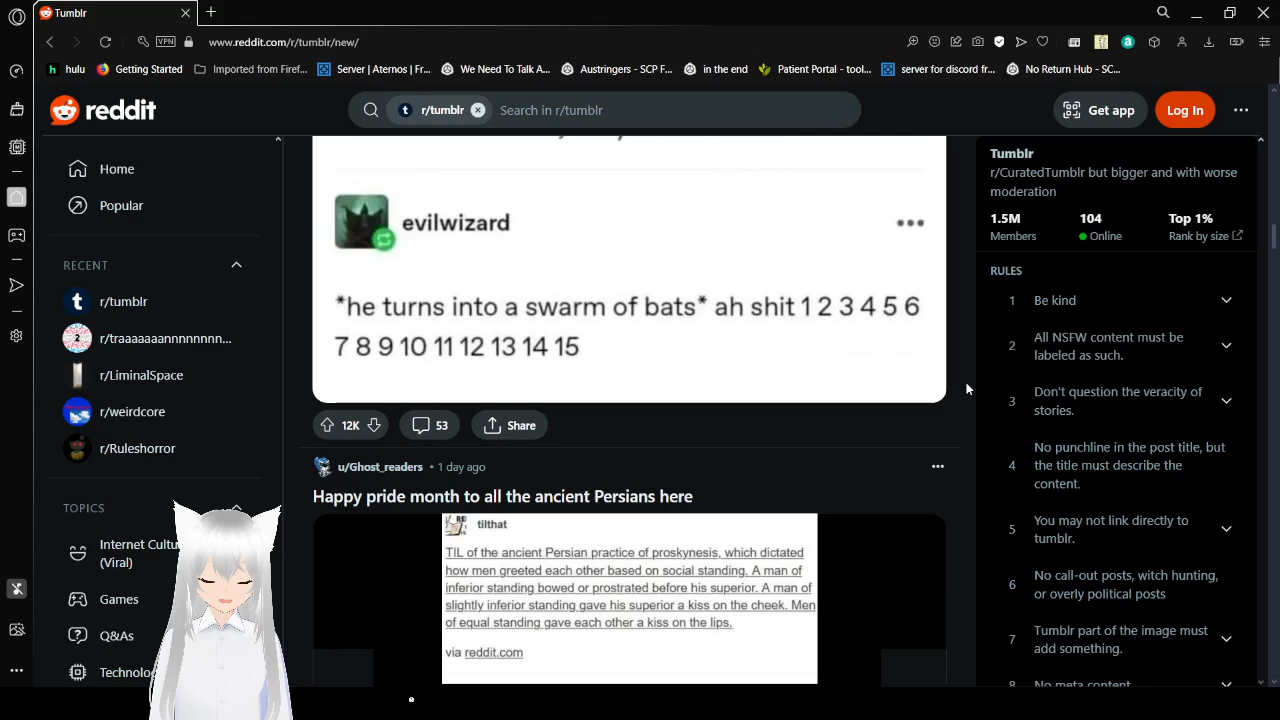 Tumblr
VPN
www.reddit.com/r/tumblr/new/
hulu
Getting Started
Imported from Firef...
Server | Aternos | Fr...
We Need To Talk A...
Austringers - SCP F...
in the end
Patient Portal - tool...
server for discord fr...
No Return Hub - SC...
reddit
r/tumblr
Search in r/tumblr
Get app
Log In
Home
Popular
RECENT
r/tumblr
r/traaaaaaannnnnnnn...
r/LiminalSpace
r/weirdcore
r/Ruleshorror
TOPICS
Internet Cultu
(Viral)
Games
Q&As
Technolo
evilwizard
*he turns into a swarm of bats* ah shit 1 2 3 4 5 6
7 8 9 10 11 12 13 14 15
12K
53
Share
u/Ghost_readers • 1 day ago
Happy pride month to all the ancient Persians here
tilthat
TIL of the ancient Persian practice of proskynesis, which dictated
how men greeted each other based on social standing. A man of
inferior standing bowed or prostrated before his superior. A man of
slightly inferior standing gave his superior a kiss on the cheek. Men
of equal standing gave each other a kiss on the lips.
via reddit.com
Tumblr
r/CuratedTumblr but bigger and with worse
moderation
1.5M
104
Top 1%
Members
Online
Rank by size
RULES
1 Be kind
2 All NSFW content must be
labeled as such.
3 Don't question the veracity of
stories.
4 No punchline in the post title, but
the title must describe the
content.
5 You may not link directly to
tumblr.
6 No call-out posts, witch hunting,
or overly political posts
7 Tumblr part of the image must
add something.
8 No meta content